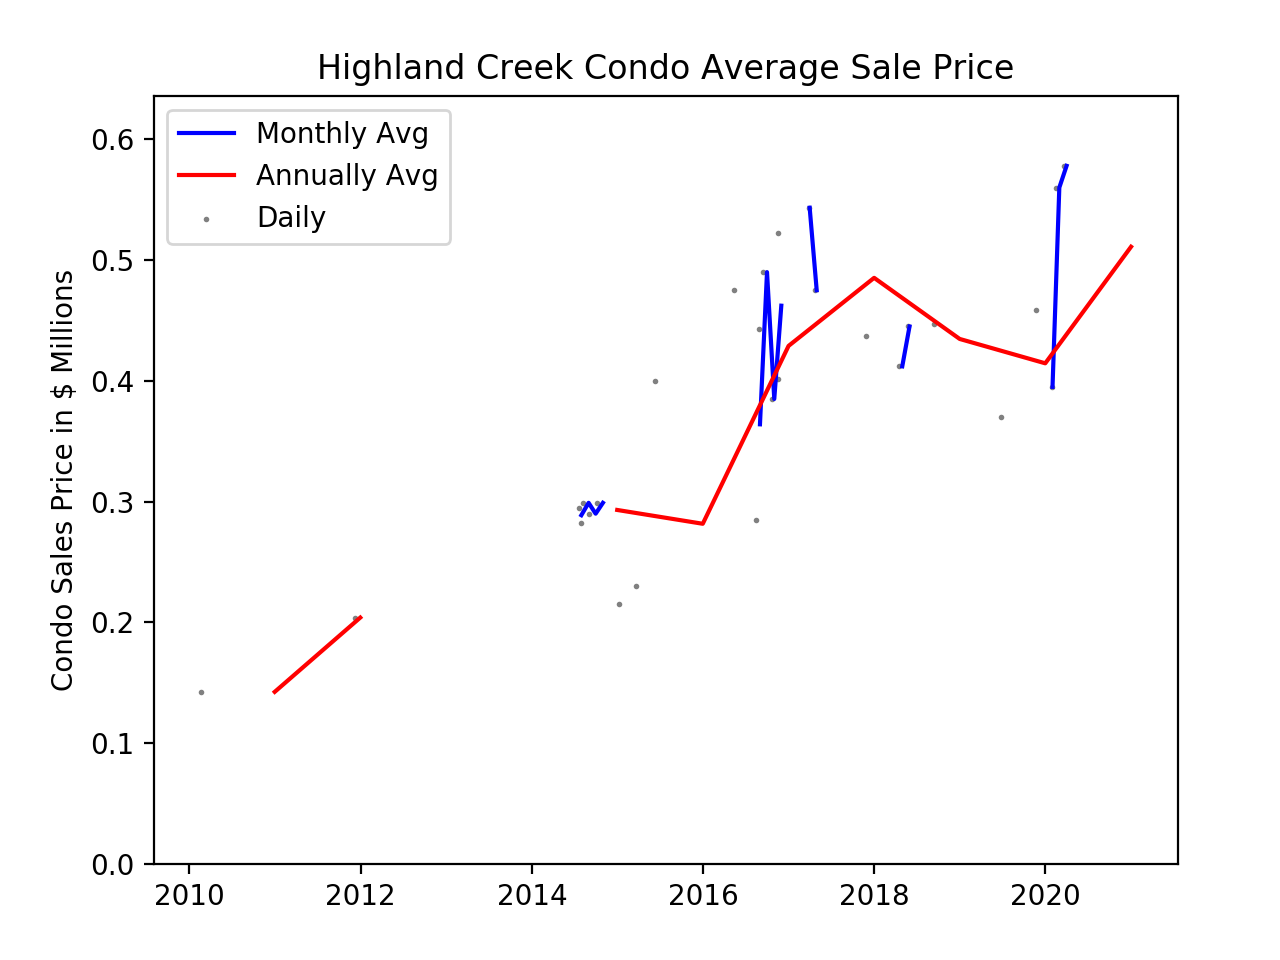 Highland Creek Condo Average Sale Price
Monthly Avg
Annually Avg
Daily
Condo Sales Price in $ Millions
0.6
0.5
0.4
0.3
0.2
0.1
0.0
2010 2012 2014 2016 2018 2020